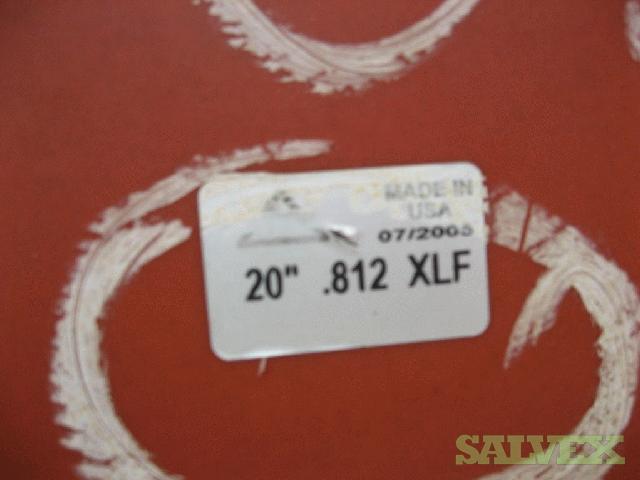 MADE IN
USA
07/2005
20" .812 XLF
SALVEX